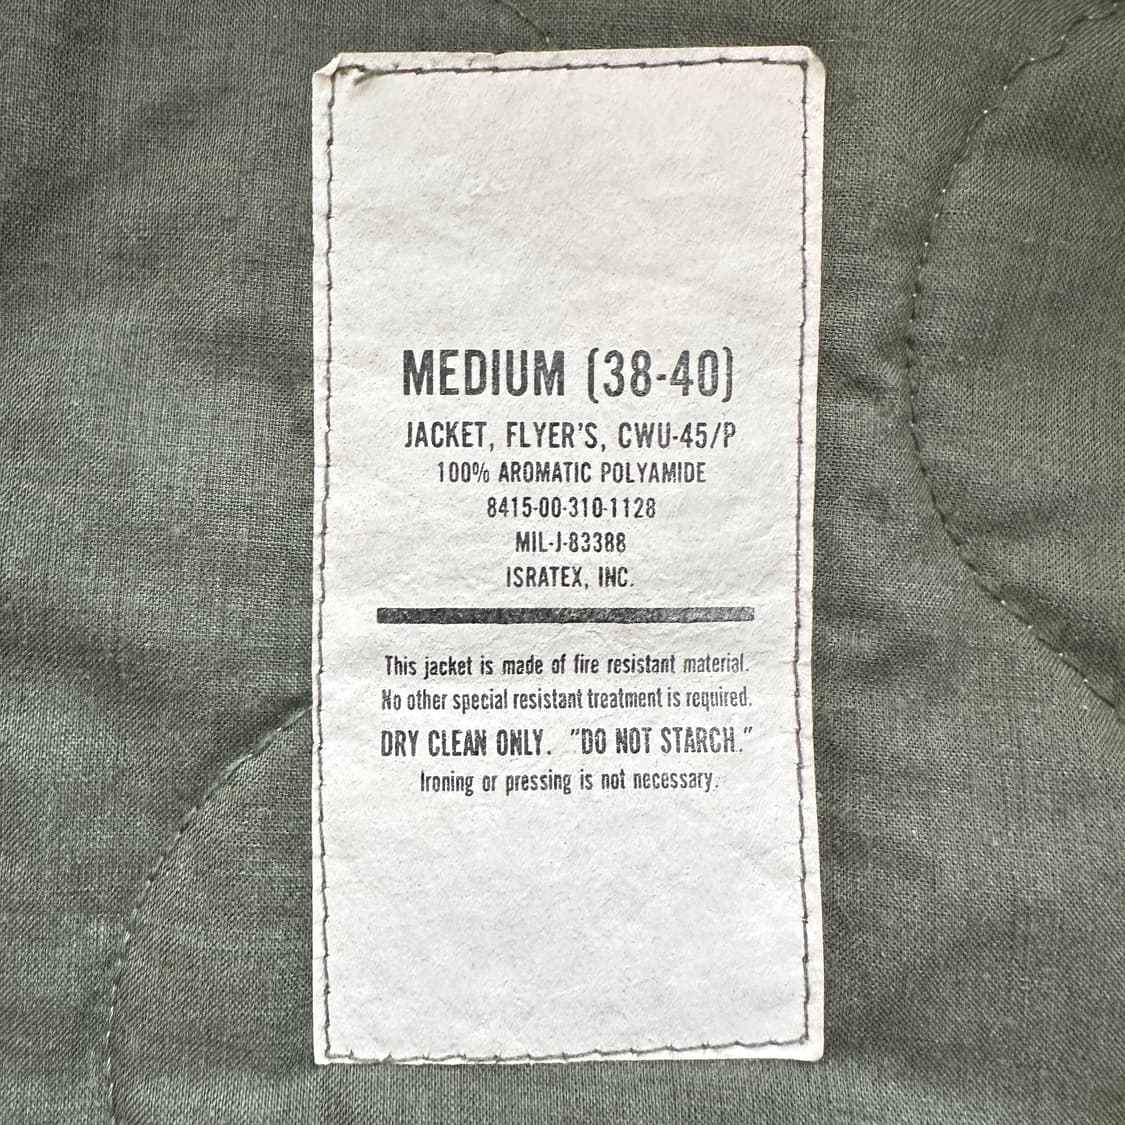 MEDIUM (38-40)
JACKET, FLYER'S, CWU-45/P
100% AROMATIC POLYAMIDE
8415-00-310-1128
MIL-J-83388
ISRATEX, INC.
This jacket is made of fire resistant material.
No other special resistant treatment is required.
DRY CLEAN ONLY. "DO NOT STARCH."
Ironing or pressing is not necessary.